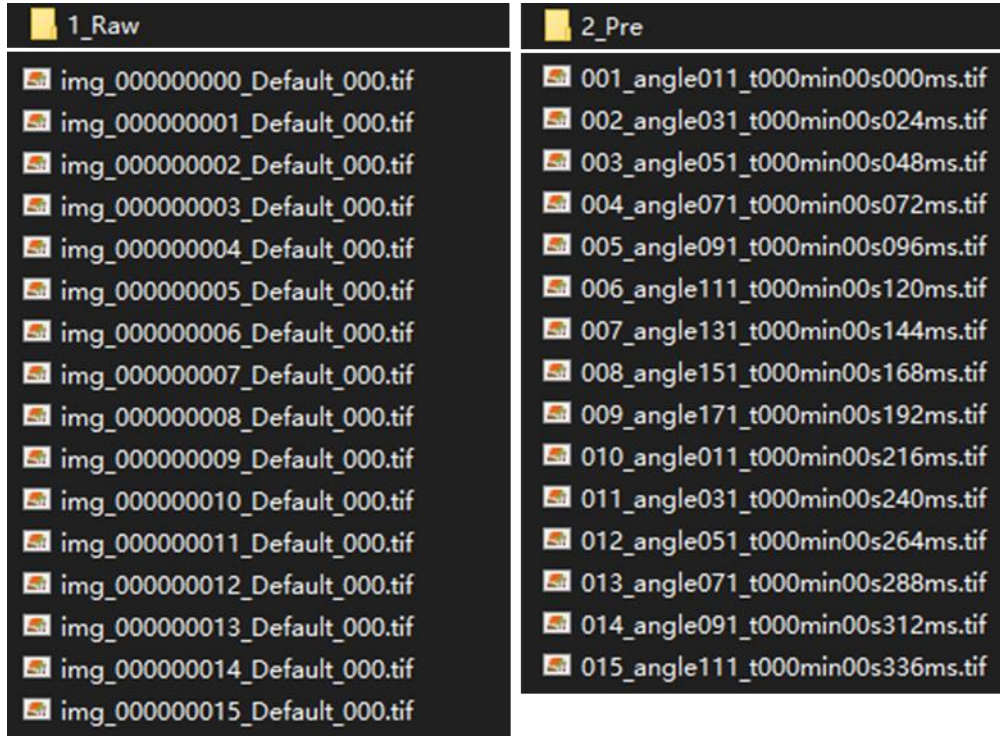 1_Raw
img_000000000_Default_000.tif
img_000000001_Default_000.tif
img_000000002_Default_000.tif
img_000000003_Default_000.tif
img_000000004_Default_000.tif
img_000000005_Default_000.tif
img_000000006_Default_000.tif
img_000000007_Default_000.tif
img_000000008_Default_000.tif
img_000000009_Default_000.tif
img_000000010_Default_000.tif
img_000000011_Default_000.tif
img_000000012_Default_000.tif
img_000000013_Default_000.tif
img_000000014_Default_000.tif
img_000000015_Default_000.tif
2_Pre
001_angle011_t000min00s000ms.tif
002_angle031_t000min00s024ms.tif
003_angle051_t000min00s048ms.tif
004_angle071_t000min00s072ms.tif
005_angle091_t000min00s096ms.tif
006_angle111_t000min00s120ms.tif
007_angle131_t000min00s144ms.tif
008_angle151_t000min00s168ms.tif
009_angle171_t000min00s192ms.tif
010_angle011_t000min00s216ms.tif
011_angle031_t000min00s240ms.tif
012_angle051_t000min00s264ms.tif
013_angle071_t000min00s288ms.tif
014_angle091_t000min00s312ms.tif
015_angle111_t000min00s336ms.tif